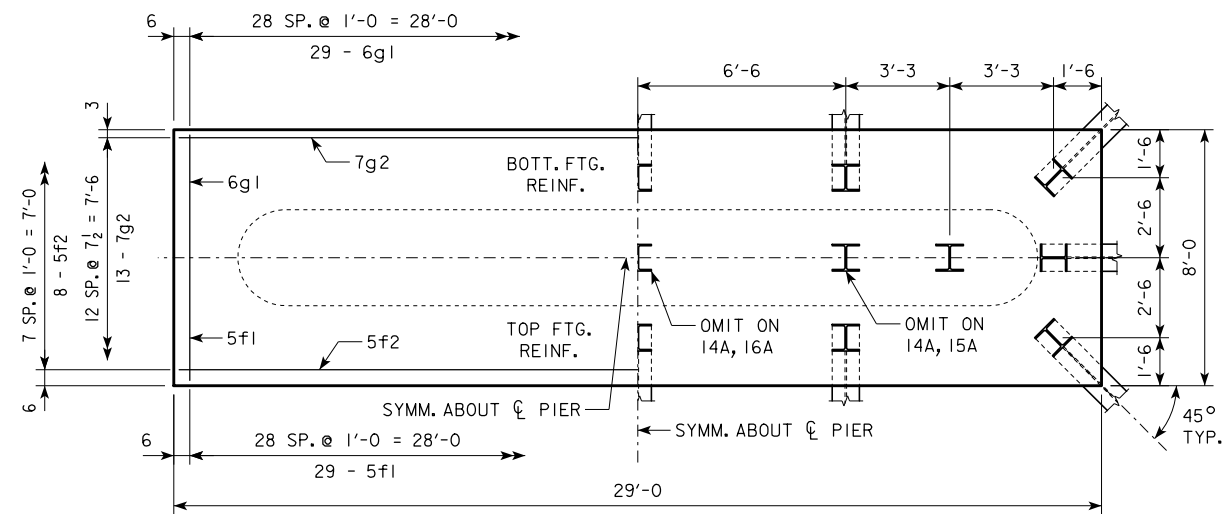 6
28 SP. @ 1'-0 = 28'-0
29 - 6g1
6'-6
3'-3
3'-3
1'-6
3
7g2
BOTT. FTG.
REINF.
6g1
1'-6
2'-6
2'-6
1'-6
8'-0
7 SP. @ 1'-0 = 7'-0
8 - 5f2
12 SP. @ 7 1/2 = 7'-6
13 - 7g2
5f1
5f2
TOP FTG.
REINF.
OMIT ON
14A, 16A
OMIT ON
14A, 15A
6
SYMM. ABOUT ℄ PIER
SYMM. ABOUT ℄ PIER
45°
TYP.
6
28 SP. @ 1'-0 = 28'-0
29 - 5f1
29'-0